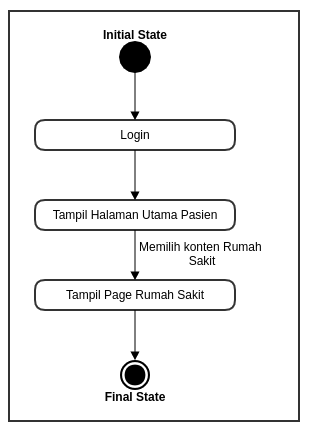 Initial State
Login
Tampil Halaman Utama Pasien
Memilih konten Rumah
Sakit
Tampil Page Rumah Sakit
Final State